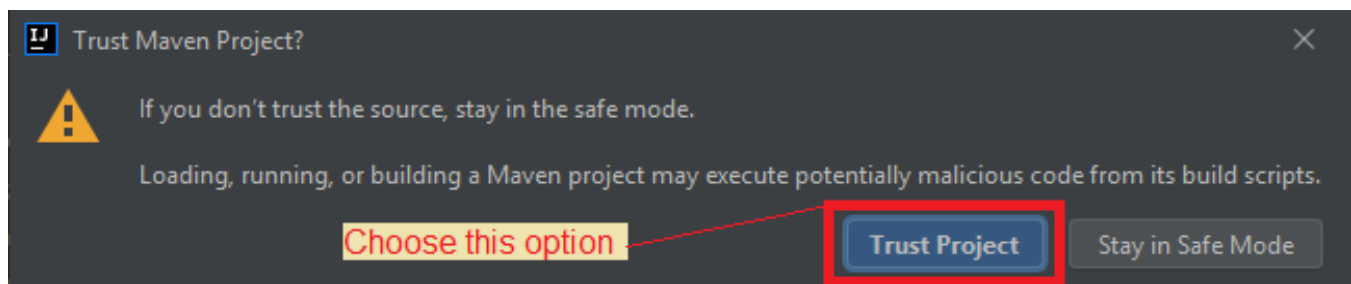 IJ Trust Maven Project?
If you don't trust the source, stay in the safe mode.
Loading, running, or building a Maven project may execute potentially malicious code from its build scripts.
Choose this option
Trust Project Stay in Safe Mode